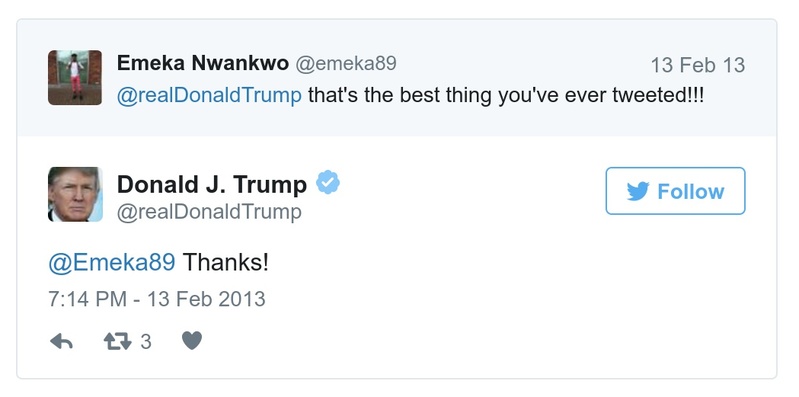 Emeka Nwankwo @emeka89 13 Feb 13
@realDonaldTrump that's the best thing you've ever tweeted!!!
Donald J. Trump
@realDonaldTrump
Follow
@Emeka89 Thanks!
7:14 PM - 13 Feb 2013
3